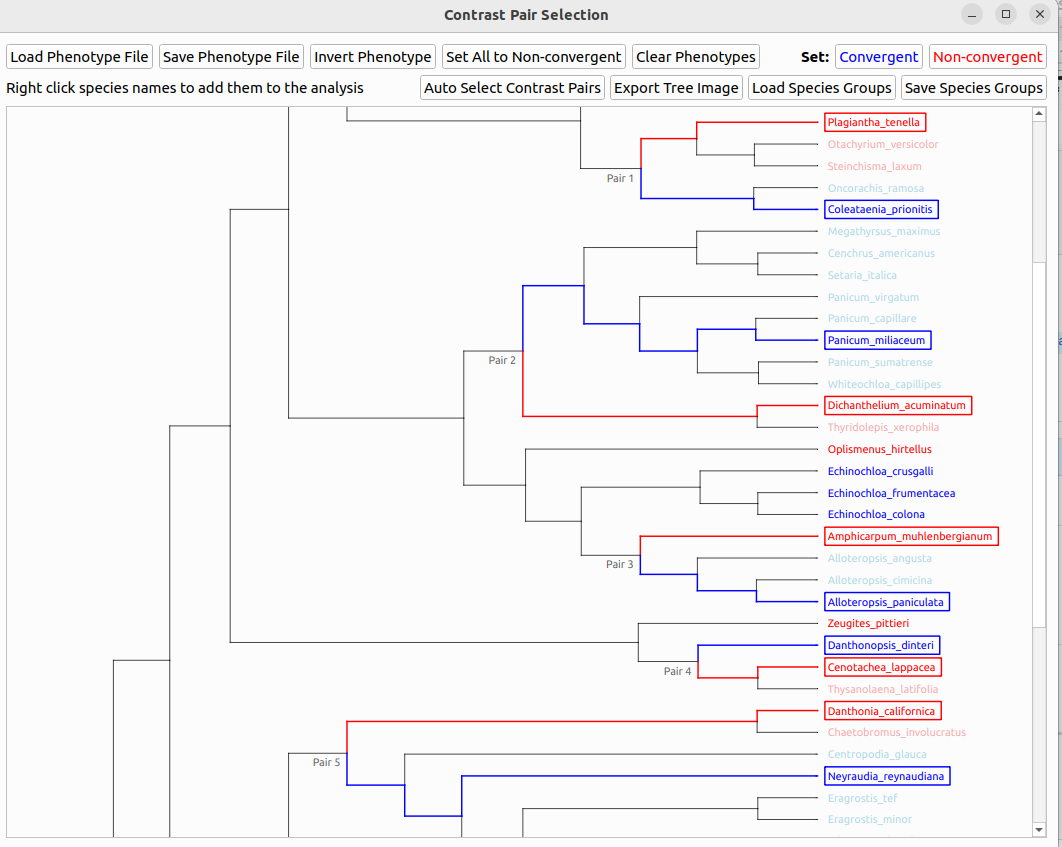 Contrast Pair Selection
Load Phenotype File Save Phenotype File Invert Phenotype Set All to Non-convergent Clear Phenotypes Set: Convergent Non-convergent
Right click species names to add them to the analysis Auto Select Contrast Pairs Export Tree Image Load Species Groups Save Species Groups
Plagiantha_tenella
Otachyrium_versicolor
Steinchisma_laxum
Pair 1
Oncorachis_ramosa
Coleataenia_prionitis
Megathyrsus_maximus
Cenchrus_americanus
Setaria_italica
Panicum_virgatum
Panicum_capillare
Panicum_miliaceum
Pair 2
Panicum_sumatrense
Whiteochloa_capillipes
Dichanthelium_acuminatum
Thyridolepis_xerophila
Oplismenus_hirtellus
Echinochloa_crusgalli
Echinochloa_frumentacea
Echinochloa_colona
Amphicarpum_muhlenbergianum
Alloteropsis_angusta
Pair 3
Alloteropsis_cimicina
Alloteropsis_paniculata
Zeugites_pittieri
Danthonopsis_dinteri
Cenotachea_lappacea
Pair 4
Thysanolaena_latifolia
Danthonia_californica
Chaetobromus_involucratus
Centropodia_glauca
Pair 5
Neyraudia_reynaudiana
Eragrostis_tef
Eragrostis_minor